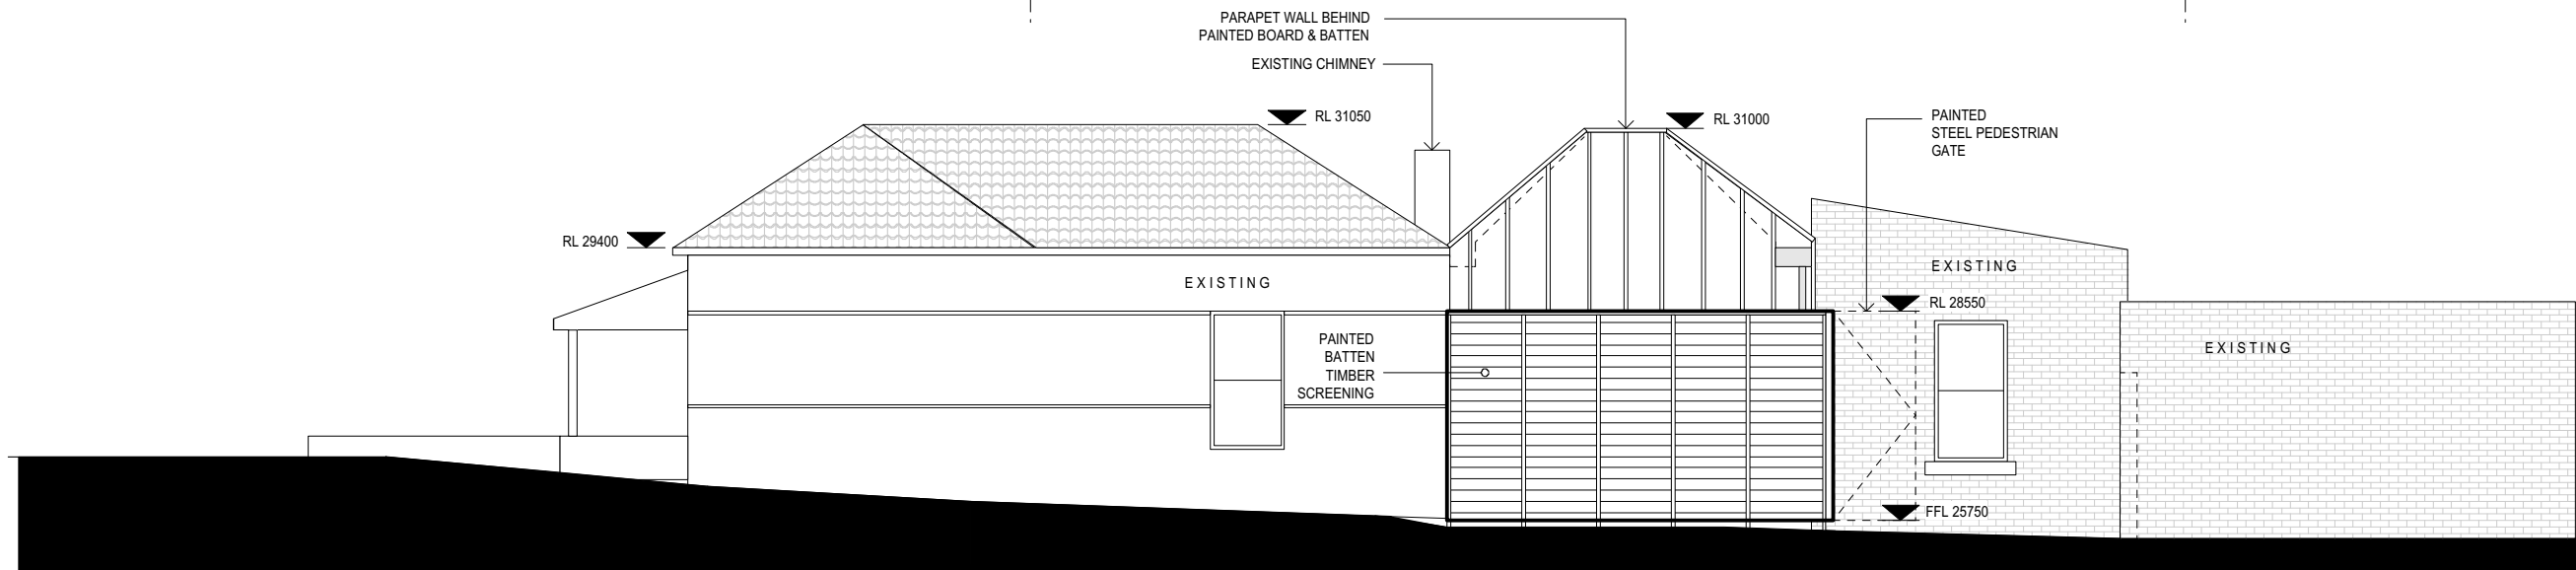 PARAPET WALL BEHIND
PAINTED BOARD & BATTEN
EXISTING CHIMNEY
RL 31050
RL 31000
PAINTED
STEEL PEDESTRIAN
GATE
RL 29400
EXISTING
EXISTING
RL 28550
PAINTED
BATTEN
TIMBER
SCREENING
EXISTING
FFL 25750